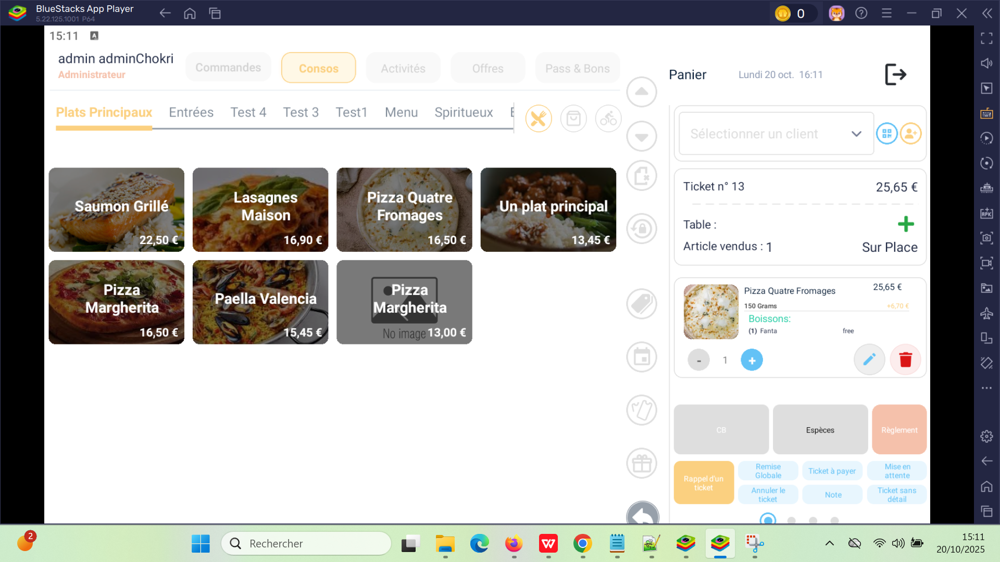 BlueStacks App Player
5.22.125.1001 P64
0
15:11
A
admin adminChokri
Administrateur
Commandes
Consos
Activités
Offres
Pass & Bons
Panier
Lundi 20 oct. 16:11
Plats Principaux
Entrées
Test 4
Test 3
Test1
Menu
Spiritueux
Sélectionner un client
Saumon Grillé
22,50 €
Lasagnes
Maison
16,90 €
Pizza Quatre
Fromages
16,50 €
Un plat principal
13,45 €
Pizza
Margherita
16,50 €
Paella Valencia
15,45 €
Pizza
Margherita
No image
13,00 €
Ticket n° 13
25,65 €
Table :
Article vendus : 1
Sur Place
Pizza Quatre Fromages
25,65 €
150 Grams
+6,70 €
Boissons:
(1) Fanta
free
- 1 +
CB
Espèces
Règlement
Rappel d'un
ticket
Remise
Globale
Ticket à payer
Mise en
attente
Annuler le
ticket
Note
Ticket sans
détail
APK
2
Rechercher
15:11
20/10/2025